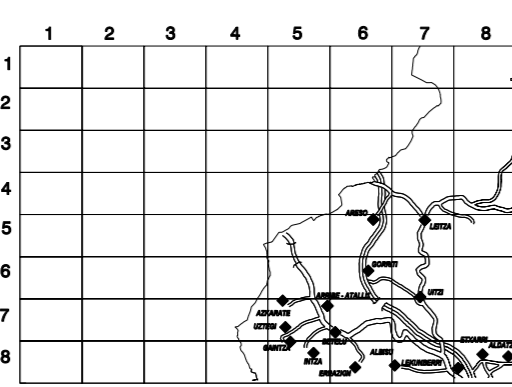 1 2 3 4 5 6 7 8
1
2
3
4
ARESO
5
LEITZA
6
GORRITI
UITZI
ARRIBE - ATALLU
7
AZKARATE
UZTEGI
BETELU
GAINTZA
ETXARRI
ALDATZ
8
INTZA
ALBISU
LEKUNBERRI
ERRAZKIN